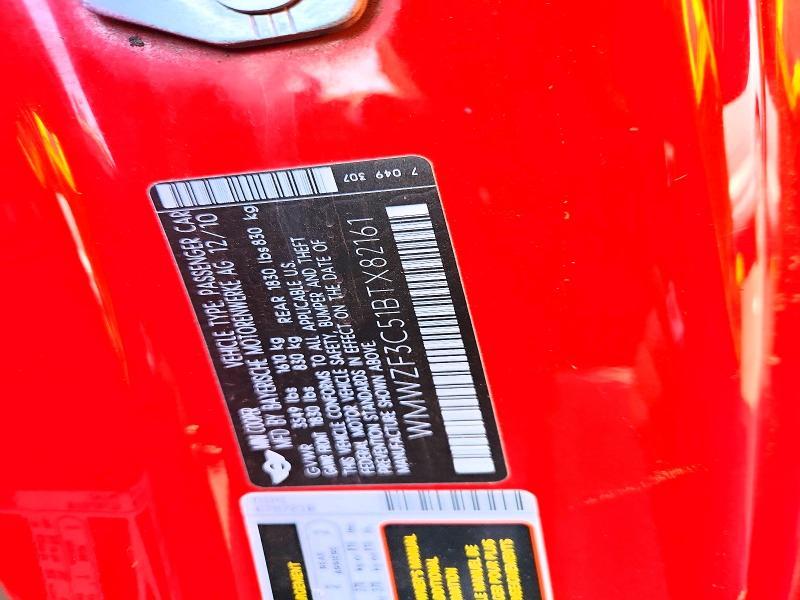 7 049 307
MINI COOPER VEHICLE TYPE: PASSENGER CAR
MFD BY BAYERISCHE MOTORENWERKE AG 12/10
GVWR 3549 lbs 1610 kg REAR 1830 lbs 830 kg
GAWR FRONT 1830 lbs 830 kg
THIS VEHICLE CONFORMS TO ALL APPLICABLE U.S.
FEDERAL MOTOR VEHICLE SAFETY, BUMPER AND THEFT
PREVENTION STANDARDS IN EFFECT ON THE DATE OF
MANUFACTURE SHOWN ABOVE.
WMWZF3C51BTX82161
REAR 2
ARRIERE